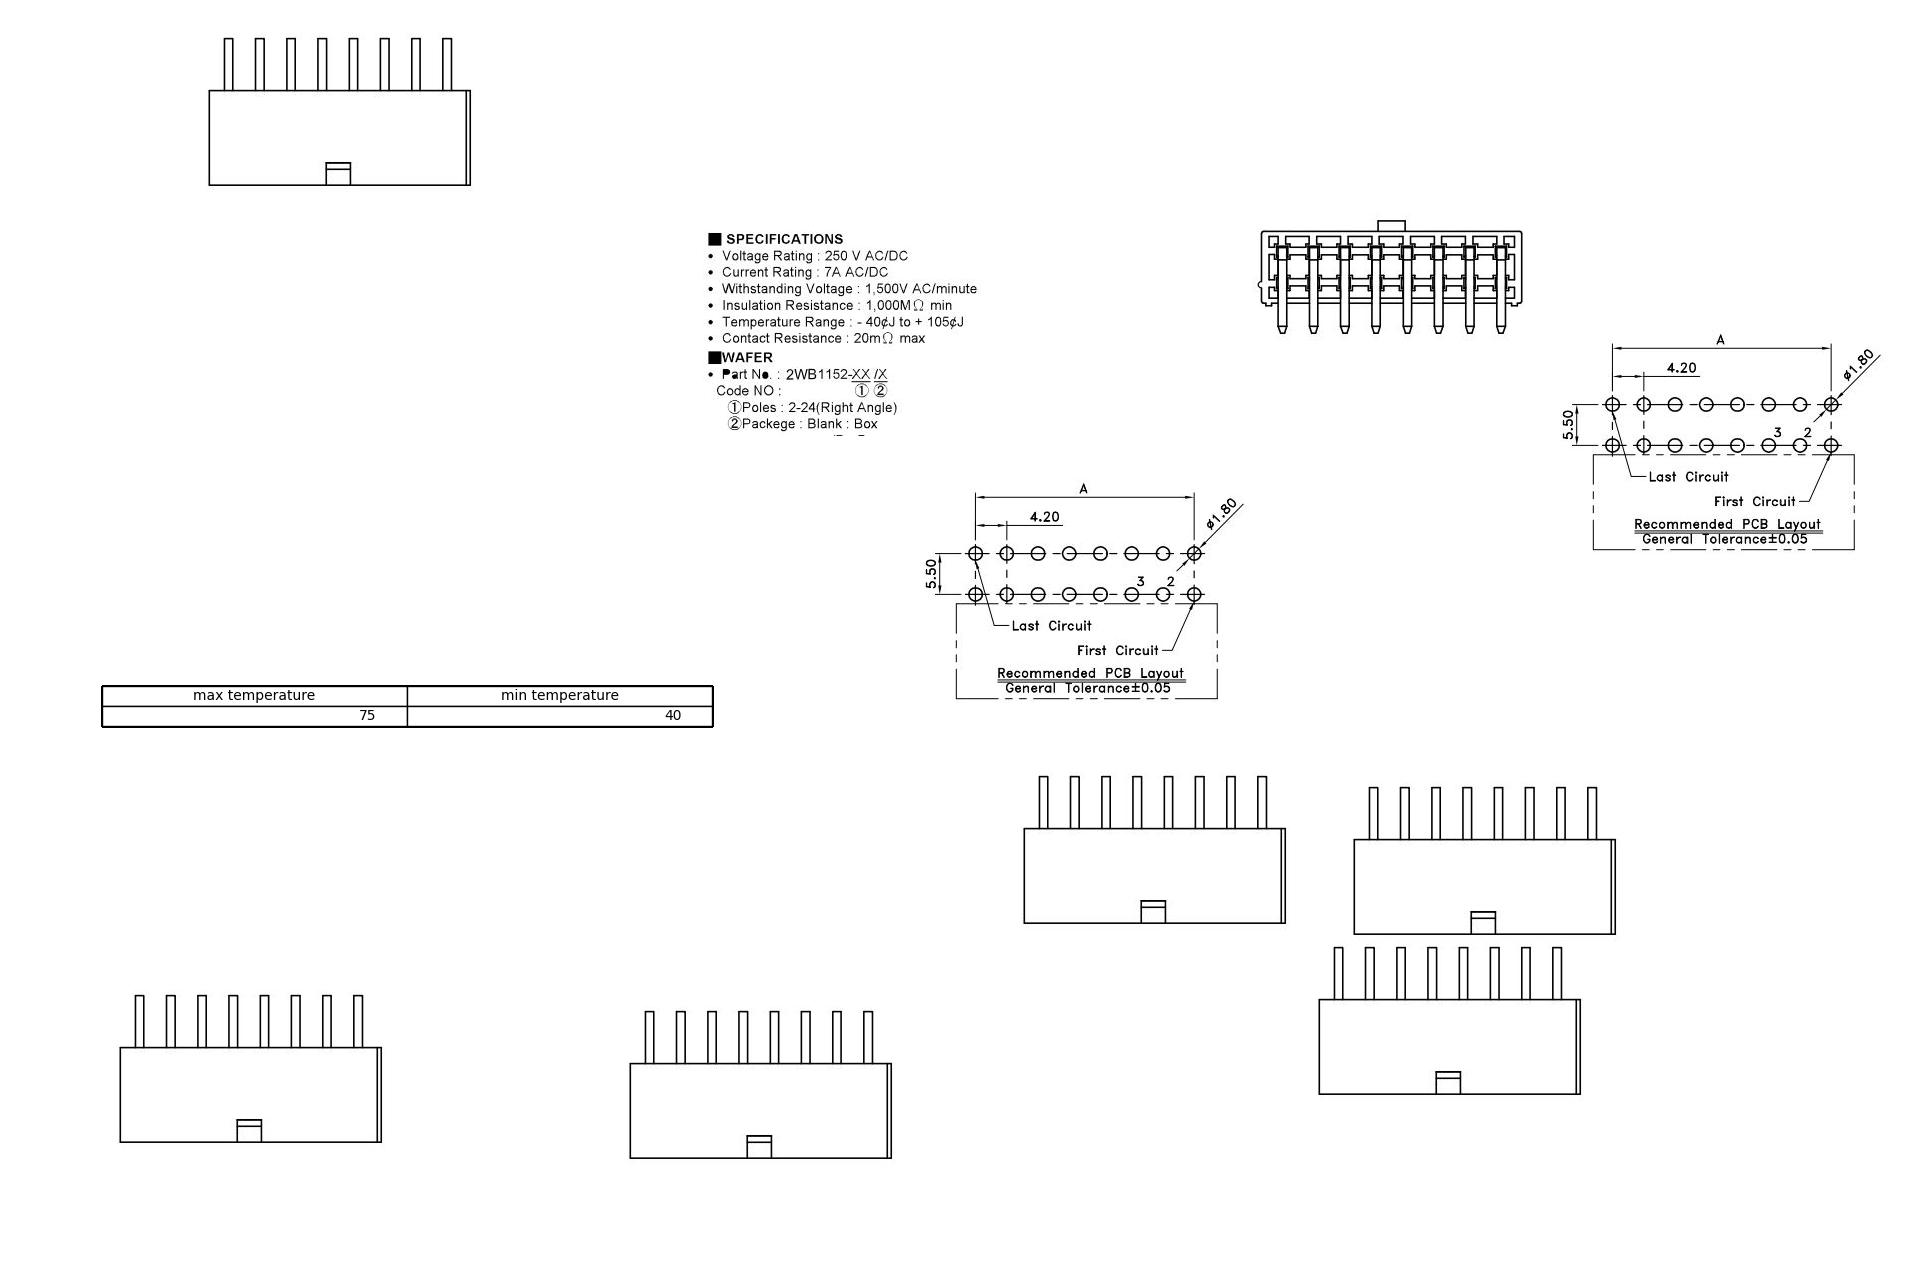 ■ SPECIFICATIONS
• Voltage Rating : 250 V AC/DC
• Current Rating : 7A AC/DC
• Withstanding Voltage : 1,500V AC/minute
• Insulation Resistance : 1,000MΩ min
• Temperature Range : - 40¢J to + 105¢J
• Contact Resistance : 20mΩ max
■WAFER
• Part No. : 2WB1152-XX /X
Code NO : ① ②
①Poles : 2-24(Right Angle)
②Packege : Blank : Box
A
4.20
ø1.80
5.50
3 2
Last Circuit
First Circuit
Recommended PCB Layout
General Tolerance±0.05
A
4.20
ø1.80
5.50
3 2
Last Circuit
First Circuit
Recommended PCB Layout
General Tolerance±0.05
max temperature min temperature
75 40